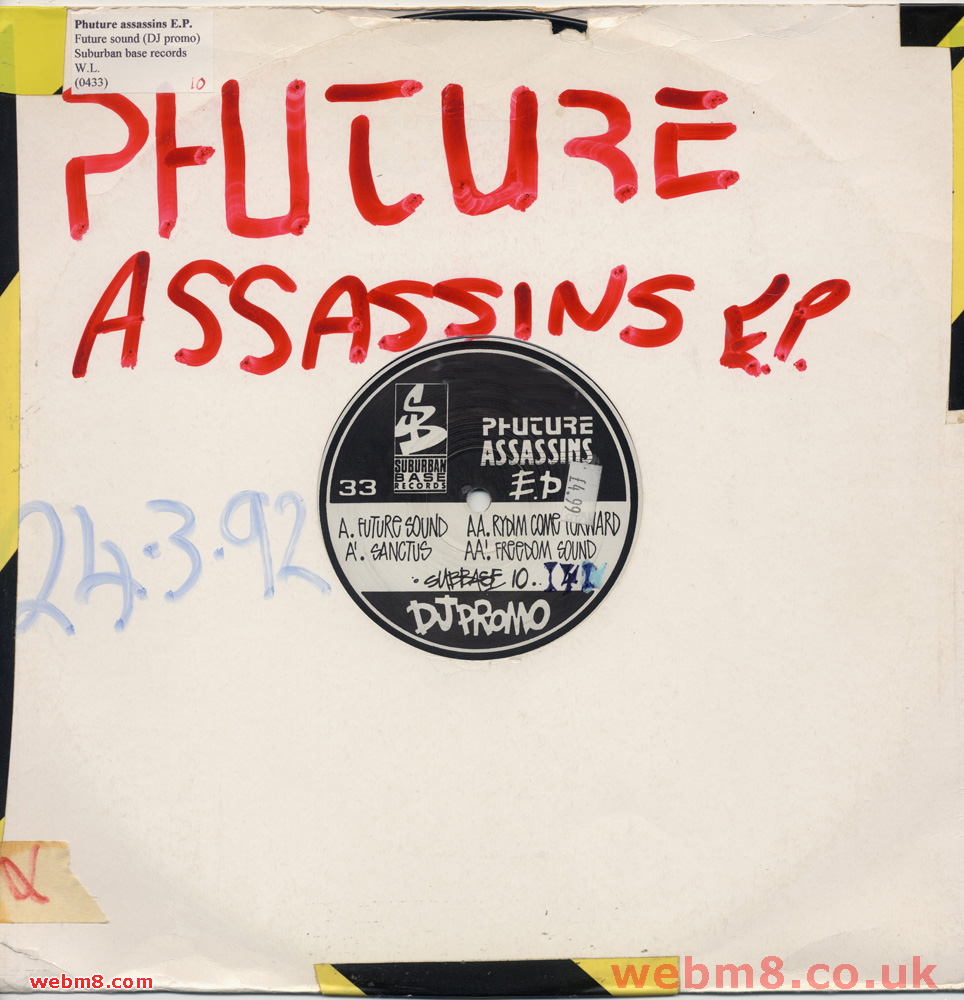 Phuture assassins E.P.
Future sound (DJ promo)
Suburban base records
W.L.
(0433)
10
PHUTURE
ASSASSINS E.P.
SUBURBAN
BASE
RECORDS
PHUTURE
ASSASSINS
E.P
£4.99
33
A. FUTURE SOUND
A'. SANCTUS
AA. RYDIM COME FORWARD
AA'. FREEDOM SOUND
. SUBBASE 10..
141
DJ PROMO
24.3.92
webm8.com
webm8.co.uk